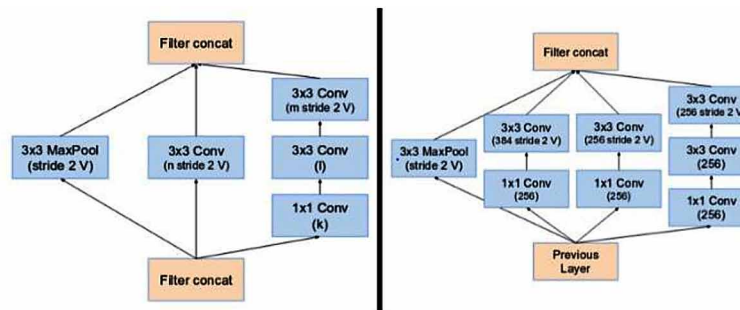 Filter concat
3x3 MaxPool
(stride 2 V)
3x3 Conv
(n stride 2 V)
3x3 Conv
(m stride 2 V)
3x3 Conv
(l)
1x1 Conv
(k)
Filter concat
Filter concat
3x3 MaxPool
(stride 2 V)
3x3 Conv
(384 stride 2 V)
1x1 Conv
(256)
3x3 Conv
(256 stride 2 V)
1x1 Conv
(256)
3x3 Conv
(256 stride 2 V)
3x3 Conv
(256)
1x1 Conv
(256)
Previous
Layer